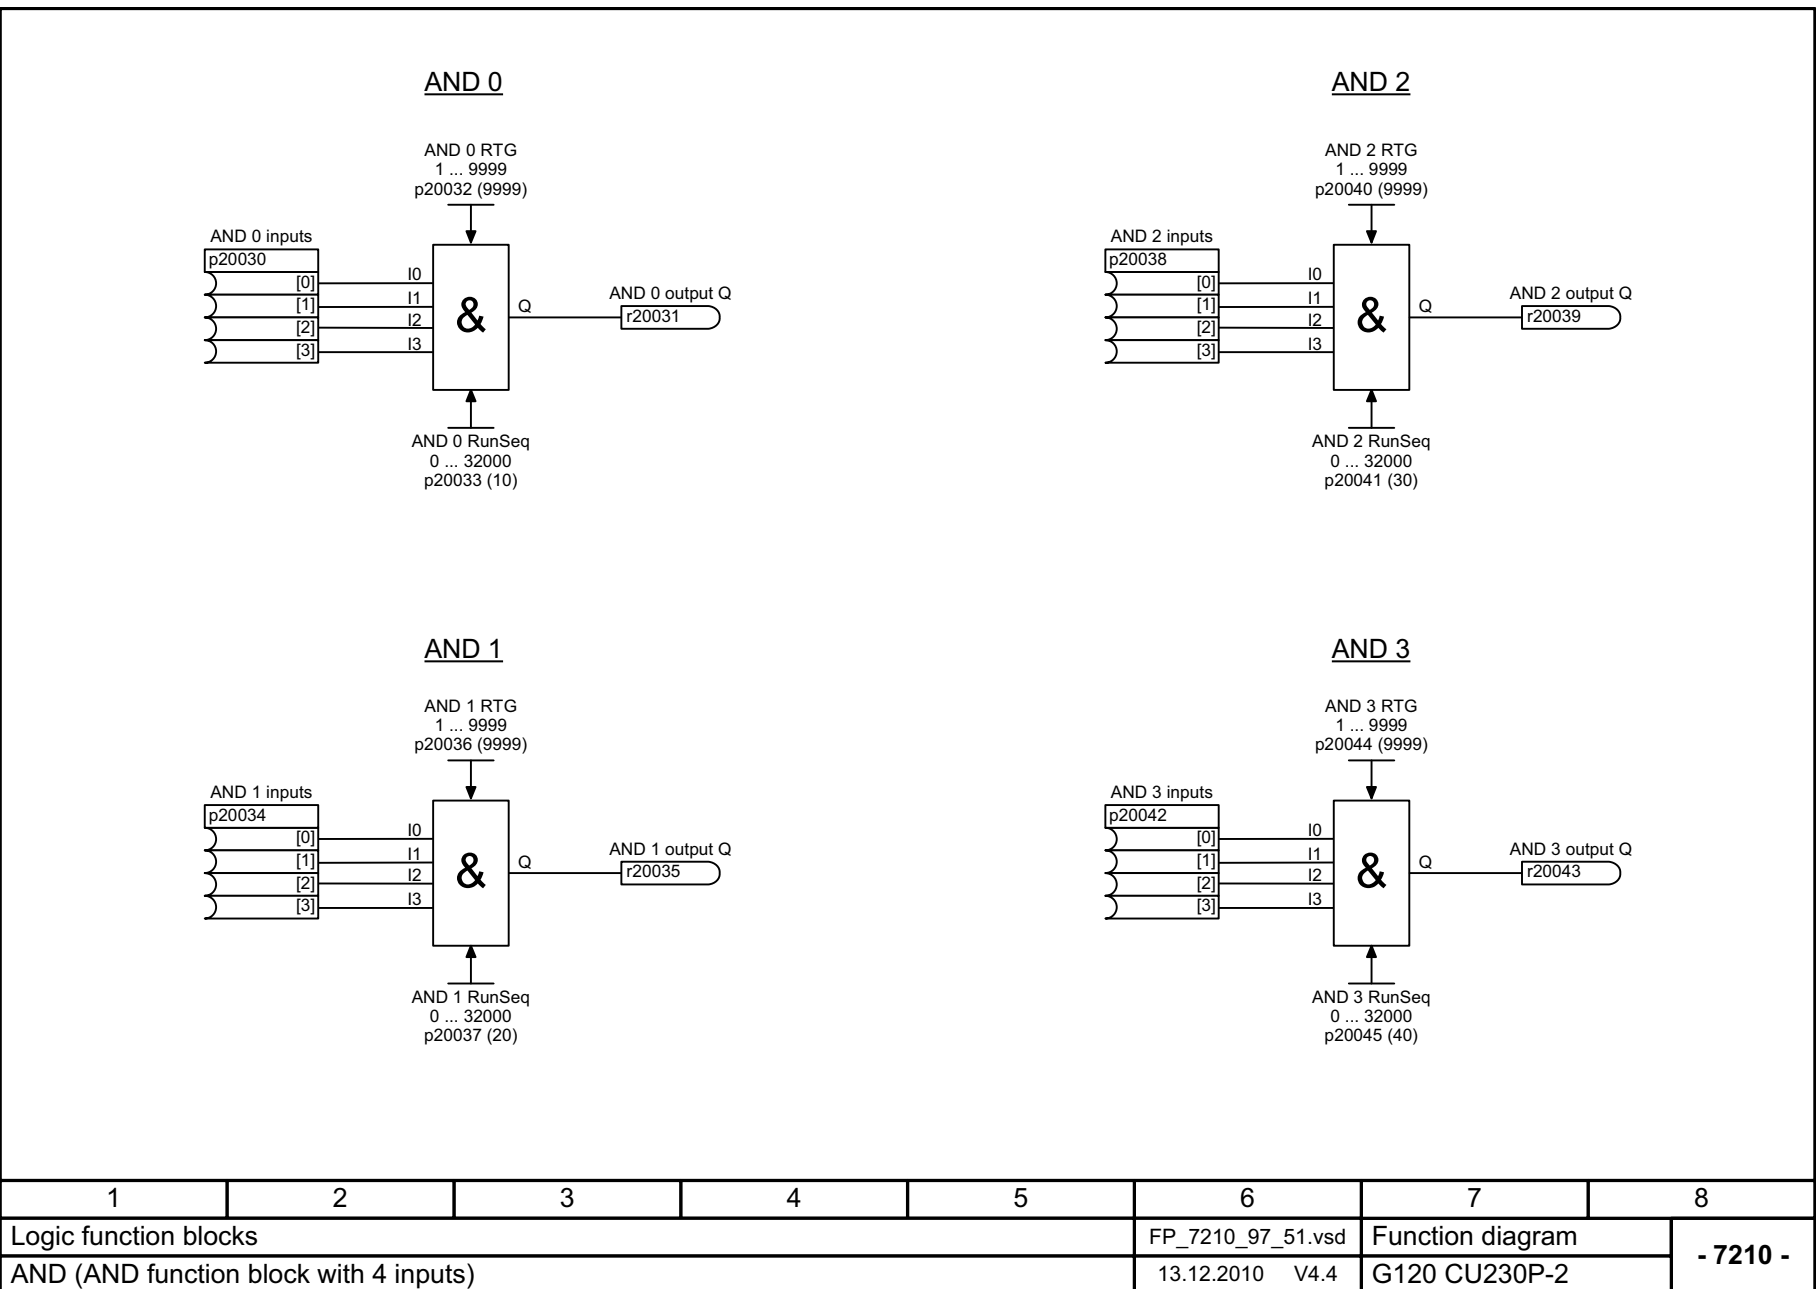 AND 0
AND 0 RTG
1 ... 9999
p20032 (9999)
AND 0 inputs
p20030
[0]
[1]
[2]
[3]
I0
I1
I2
I3
&
Q
AND 0 output Q
r20031
AND 0 RunSeq
0 ... 32000
p20033 (10)
AND 2
AND 2 RTG
1 ... 9999
p20040 (9999)
AND 2 inputs
p20038
[0]
[1]
[2]
[3]
I0
I1
I2
I3
&
Q
AND 2 output Q
r20039
AND 2 RunSeq
0 ... 32000
p20041 (30)
AND 1
AND 1 RTG
1 ... 9999
p20036 (9999)
AND 1 inputs
p20034
[0]
[1]
[2]
[3]
I0
I1
I2
I3
&
Q
AND 1 output Q
r20035
AND 1 RunSeq
0 ... 32000
p20037 (20)
AND 3
AND 3 RTG
1 ... 9999
p20044 (9999)
AND 3 inputs
p20042
[0]
[1]
[2]
[3]
I0
I1
I2
I3
&
Q
AND 3 output Q
r20043
AND 3 RunSeq
0 ... 32000
p20045 (40)
1 2 3 4 5 6 7 8
Logic function blocks
FP_7210_97_51.vsd
Function diagram
- 7210 -
AND (AND function block with 4 inputs)
13.12.2010 V4.4
G120 CU230P-2